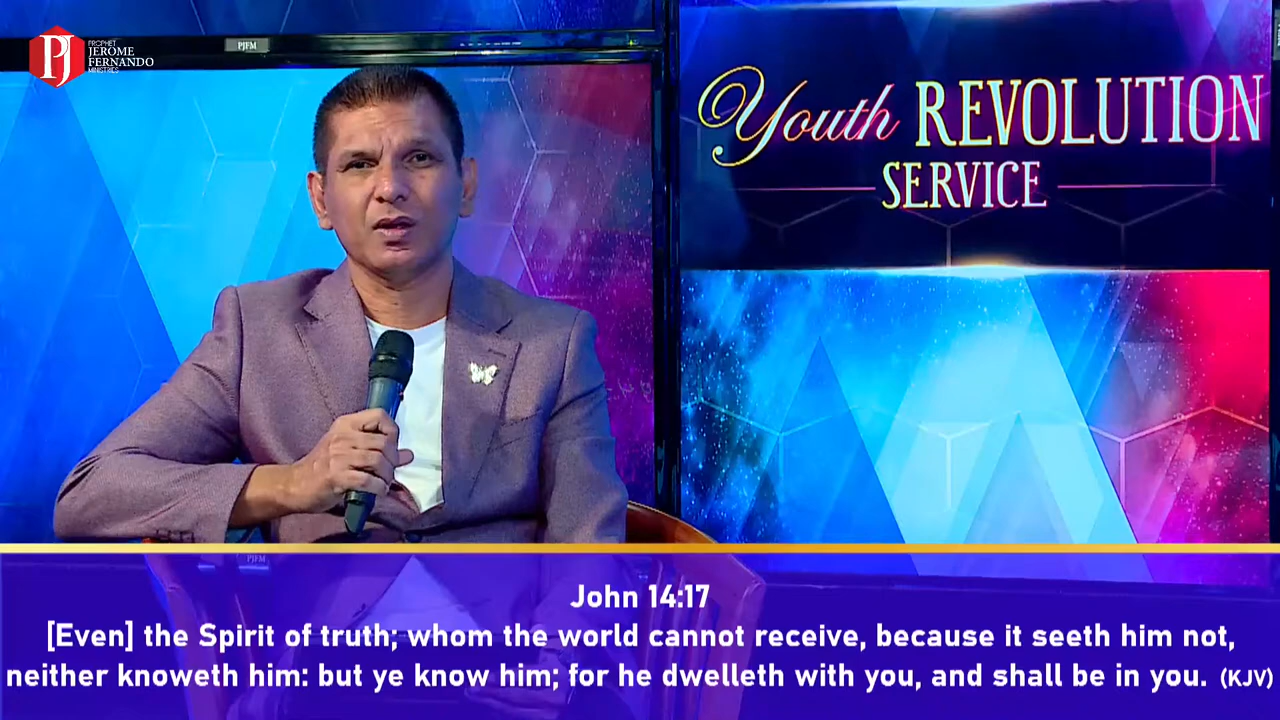 PJ
PROPHET
JEROME
FERNANDO
MINISTRIES
PJFM
Youth REVOLUTION
SERVICE
PJFM
John 14:17
[Even] the Spirit of truth; whom the world cannot receive, because it seeth him not,
neither knoweth him: but ye know him; for he dwelleth with you, and shall be in you. (KJV)